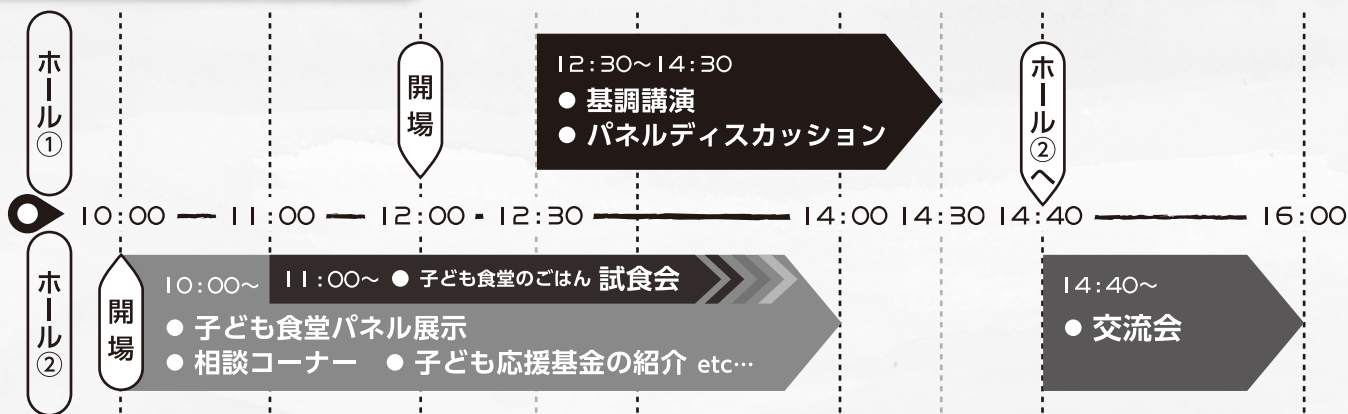 ホール①
開場
12:30〜14:30
● 基調講演
● パネルディスカッション
ホール②へ
10:00 11:00 12:00 12:30 14:00 14:30 14:40 16:00
ホール②
開場
10:00〜
11:00〜 ● 子ども食堂のごはん 試食会
● 子ども食堂パネル展示
● 相談コーナー ● 子ども応援基金の紹介 etc…
14:40〜
● 交流会